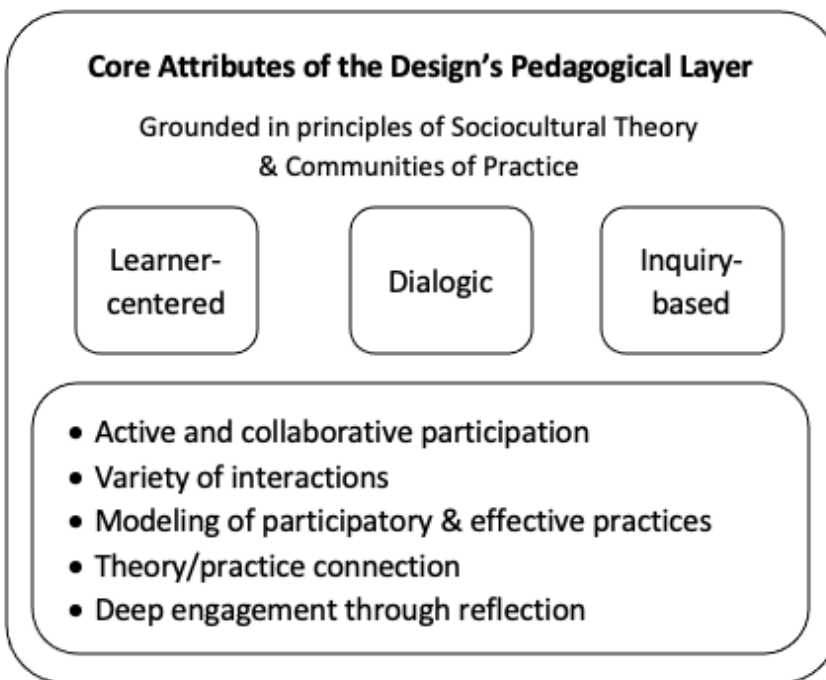 Core Attributes of the Design's Pedagogical Layer
Grounded in principles of Sociocultural Theory
& Communities of Practice
Learner-
centered
Dialogic
Inquiry-
based
• Active and collaborative participation
• Variety of interactions
• Modeling of participatory & effective practices
• Theory/practice connection
• Deep engagement through reflection